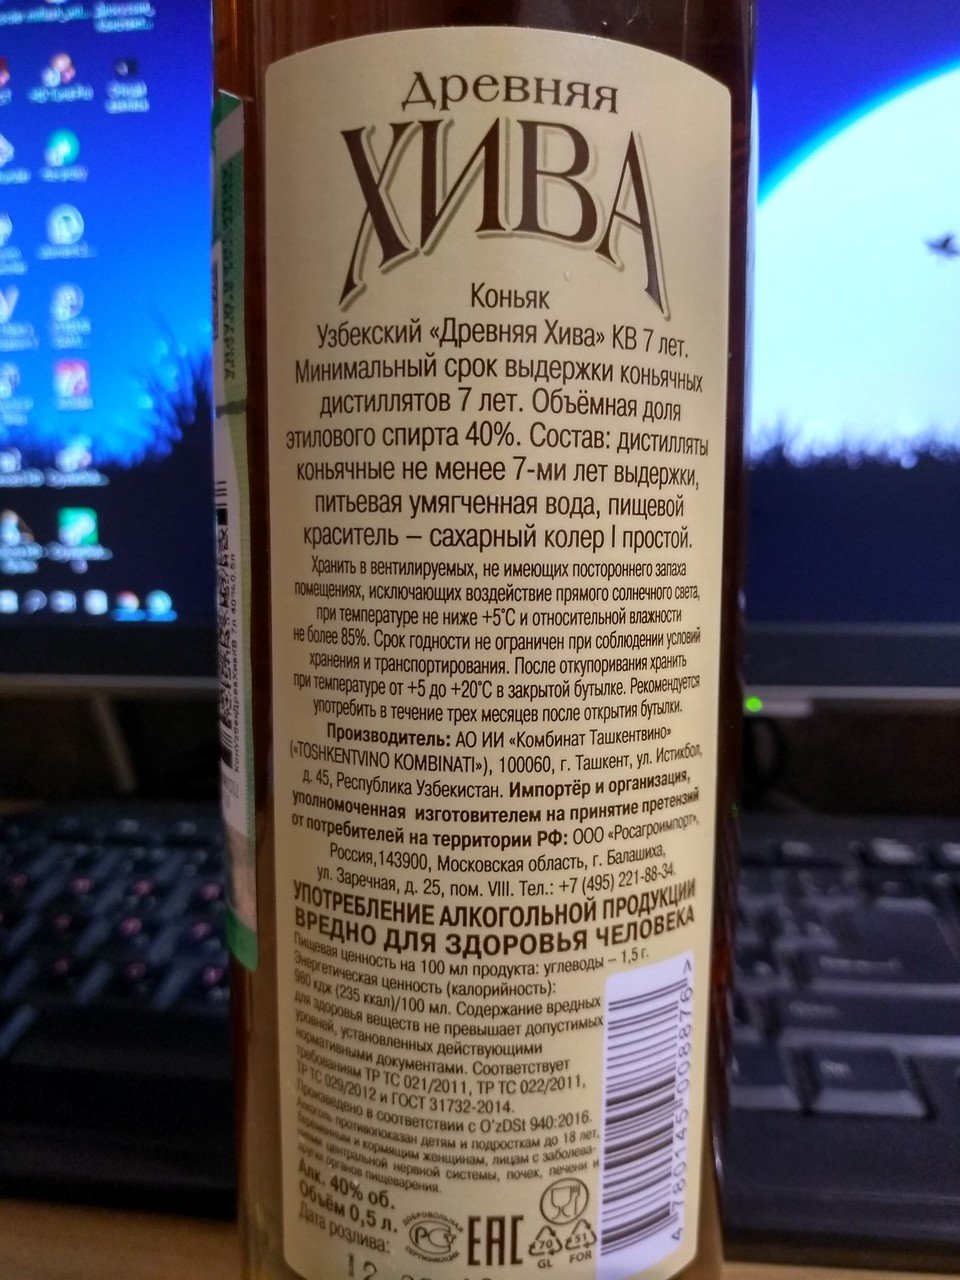 Древняя
ХИВА
Коньяк
Узбекский «Древняя Хива» КВ 7 лет.
Минимальный срок выдержки коньячных
дистиллятов 7 лет. Объёмная доля
этилового спирта 40%. Состав: дистилляты
коньячные не менее 7-ми лет выдержки,
питьевая умягченная вода, пищевой
краситель – сахарный колер I простой.
Хранить в вентилируемых, не имеющих постороннего запаха
помещениях, исключающих воздействие прямого солнечного света,
при температуре не ниже +5°С и относительной влажности
не более 85%. Срок годности не ограничен при соблюдении условий
хранения и транспортирования. После откупоривания хранить
при температуре от +5 до +20°С в закрытой бутылке. Рекомендуется
употребить в течение трех месяцев после открытия бутылки.
Производитель: АО ИИ «Комбинат Ташкентвино»
(«TOSHKENTVINO KOMBINATI»), 100060, г. Ташкент, ул. Истикбол,
д. 45, Республика Узбекистан. Импортёр и организация,
уполномоченная изготовителем на принятие претензий
от потребителей на территории РФ: ООО «Росагроимпорт»,
Россия,143900, Московская область, г. Балашиха,
ул. Заречная, д. 25, пом. VIII. Тел.: +7 (495) 221-88-34.
УПОТРЕБЛЕНИЕ АЛКОГОЛЬНОЙ ПРОДУКЦИИ
ВРЕДНО ДЛЯ ЗДОРОВЬЯ ЧЕЛОВЕКА
Пищевая ценность на 100 мл продукта: углеводы – 1,5 г.
Энергетическая ценность (калорийность):
980 кдж (235 ккал)/100 мл. Содержание вредных
для здоровья веществ не превышает допустимых
уровней, установленных действующими
нормативными документами. Соответствует
требованиям ТР ТС 021/2011, ТР ТС 022/2011,
ТР ТС 029/2012 и ГОСТ 31732-2014.
Произведено в соответствии с O'zDSt 940:2016.
Алкоголь противопоказан детям и подросткам до 18 лет,
беременным и кормящим женщинам, лицам с заболева-
ниями центральной нервной системы, почек, печени и
других органов пищеварения.
Алк. 40% об.
Объём 0,5 л.
Дата розлива:
ДОБРОВОЛЬНАЯ
СЕРТИФИКАЦИЯ
EAC
70
GL
51
FOR
4 780145 008876 >